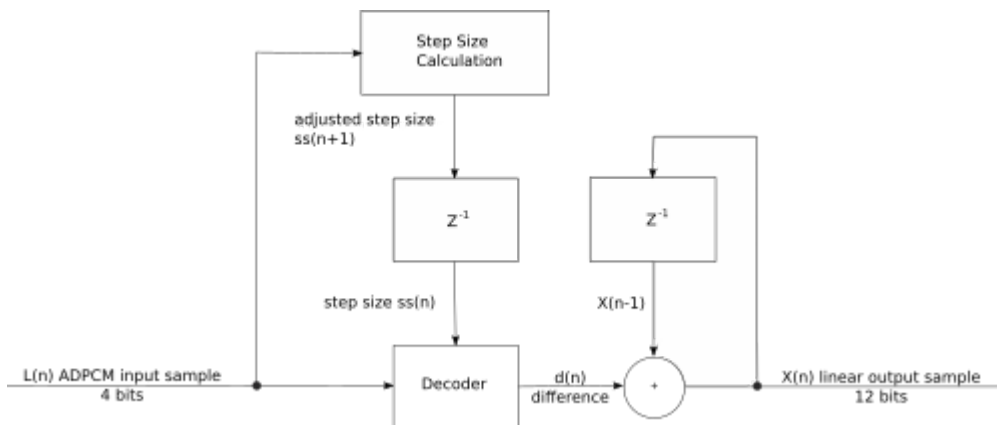 Step Size
Calculation
adjusted step size
ss(n+1)
Z⁻¹
Z⁻¹
step size ss(n)
X(n-1)
L(n) ADPCM input sample
4 bits
Decoder
d(n)
difference
+
X(n) linear output sample
12 bits